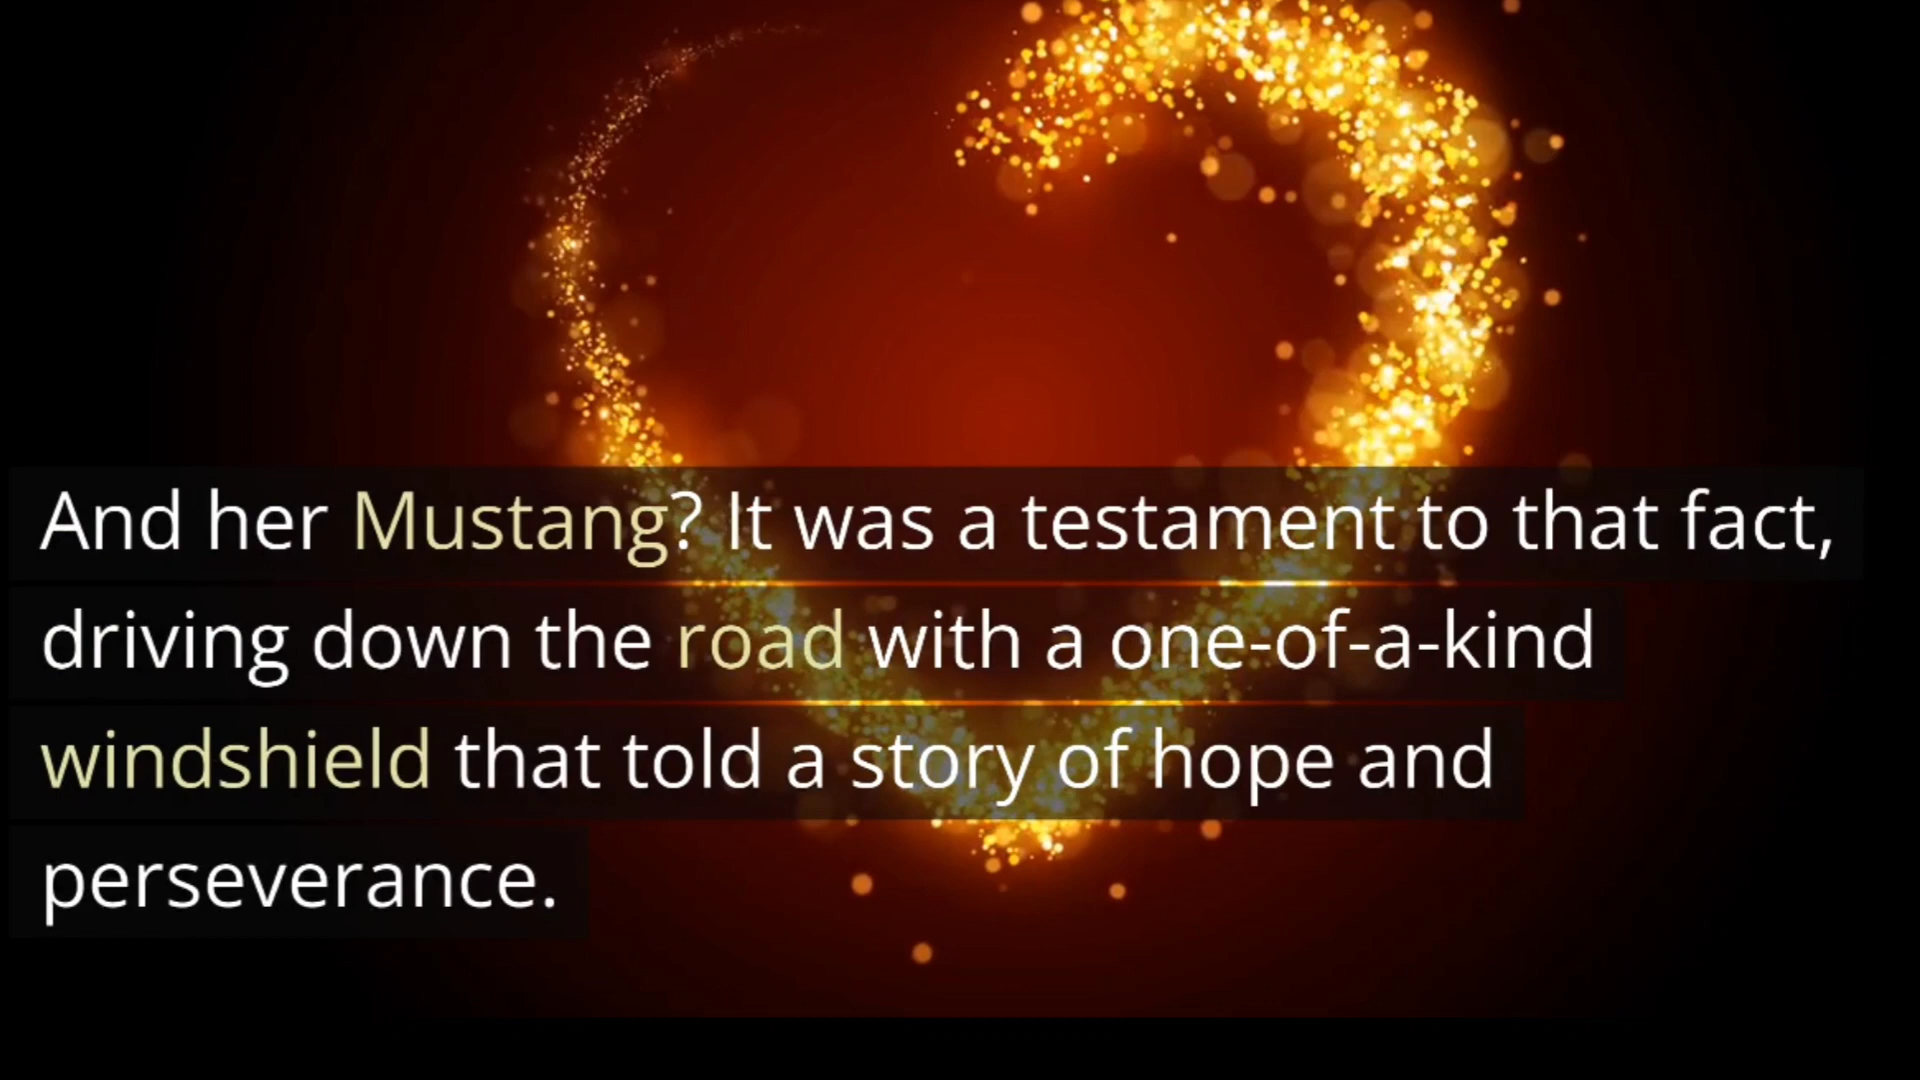 And her Mustang? It was a testament to that fact,
driving down the road with a one-of-a-kind
windshield that told a story of hope and
perseverance.